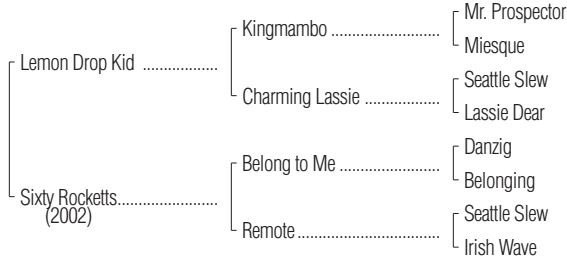 Mr. Prospector
Kingmambo ........................
Miesque
Lemon Drop Kid ..................
Seattle Slew
Charming Lassie ..................
Lassie Dear
Danzig
Belong to Me ........................
Belonging
Sixty Rocketts........................
(2002)
Seattle Slew
Remote..................................
Irish Wave